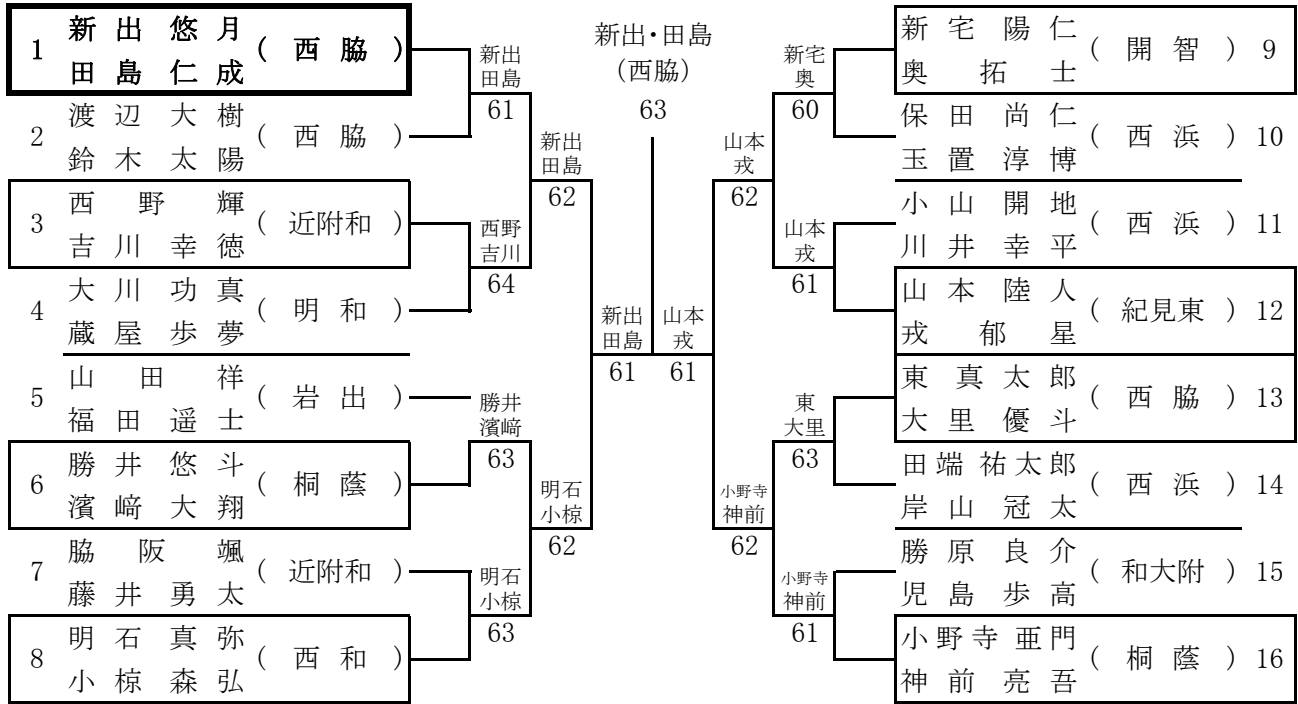 1 新出悠月 (西脇)
田島仁成
2 渡辺大樹 (西脇)
鈴木太陽
3 西野輝 (近附和)
吉川幸徳
4 大川功真 (明和)
蔵屋歩夢
5 山田祥 (岩出)
福田遥士
6 勝井悠斗 (桐蔭)
濱﨑大翔
7 脇阪颯 (近附和)
藤井勇太
8 明石真弥 (西和)
小椋森弘
新出
田島
61
西野
吉川
64
勝井
濱﨑
63
明石
小椋
63
新出
田島
62
明石
小椋
62
新出
田島
61
新出・田島
(西脇)
63
山本
戎
61
山本
戎
62
小野寺
神前
62
新宅
奥
60
山本
戎
61
東
大里
63
小野寺
神前
61
新宅陽仁 (開智) 9
奥拓士
保田尚仁 (西浜) 10
玉置淳博
小山開地 (西浜) 11
川井幸平
山本陸人 (紀見東) 12
戎郁星
東真太郎 (西脇) 13
大里優斗
田端祐太郎 (西浜) 14
岸山冠太
勝原良介 (和大附) 15
児島歩高
小野寺亜門 (桐蔭) 16
神前亮吾